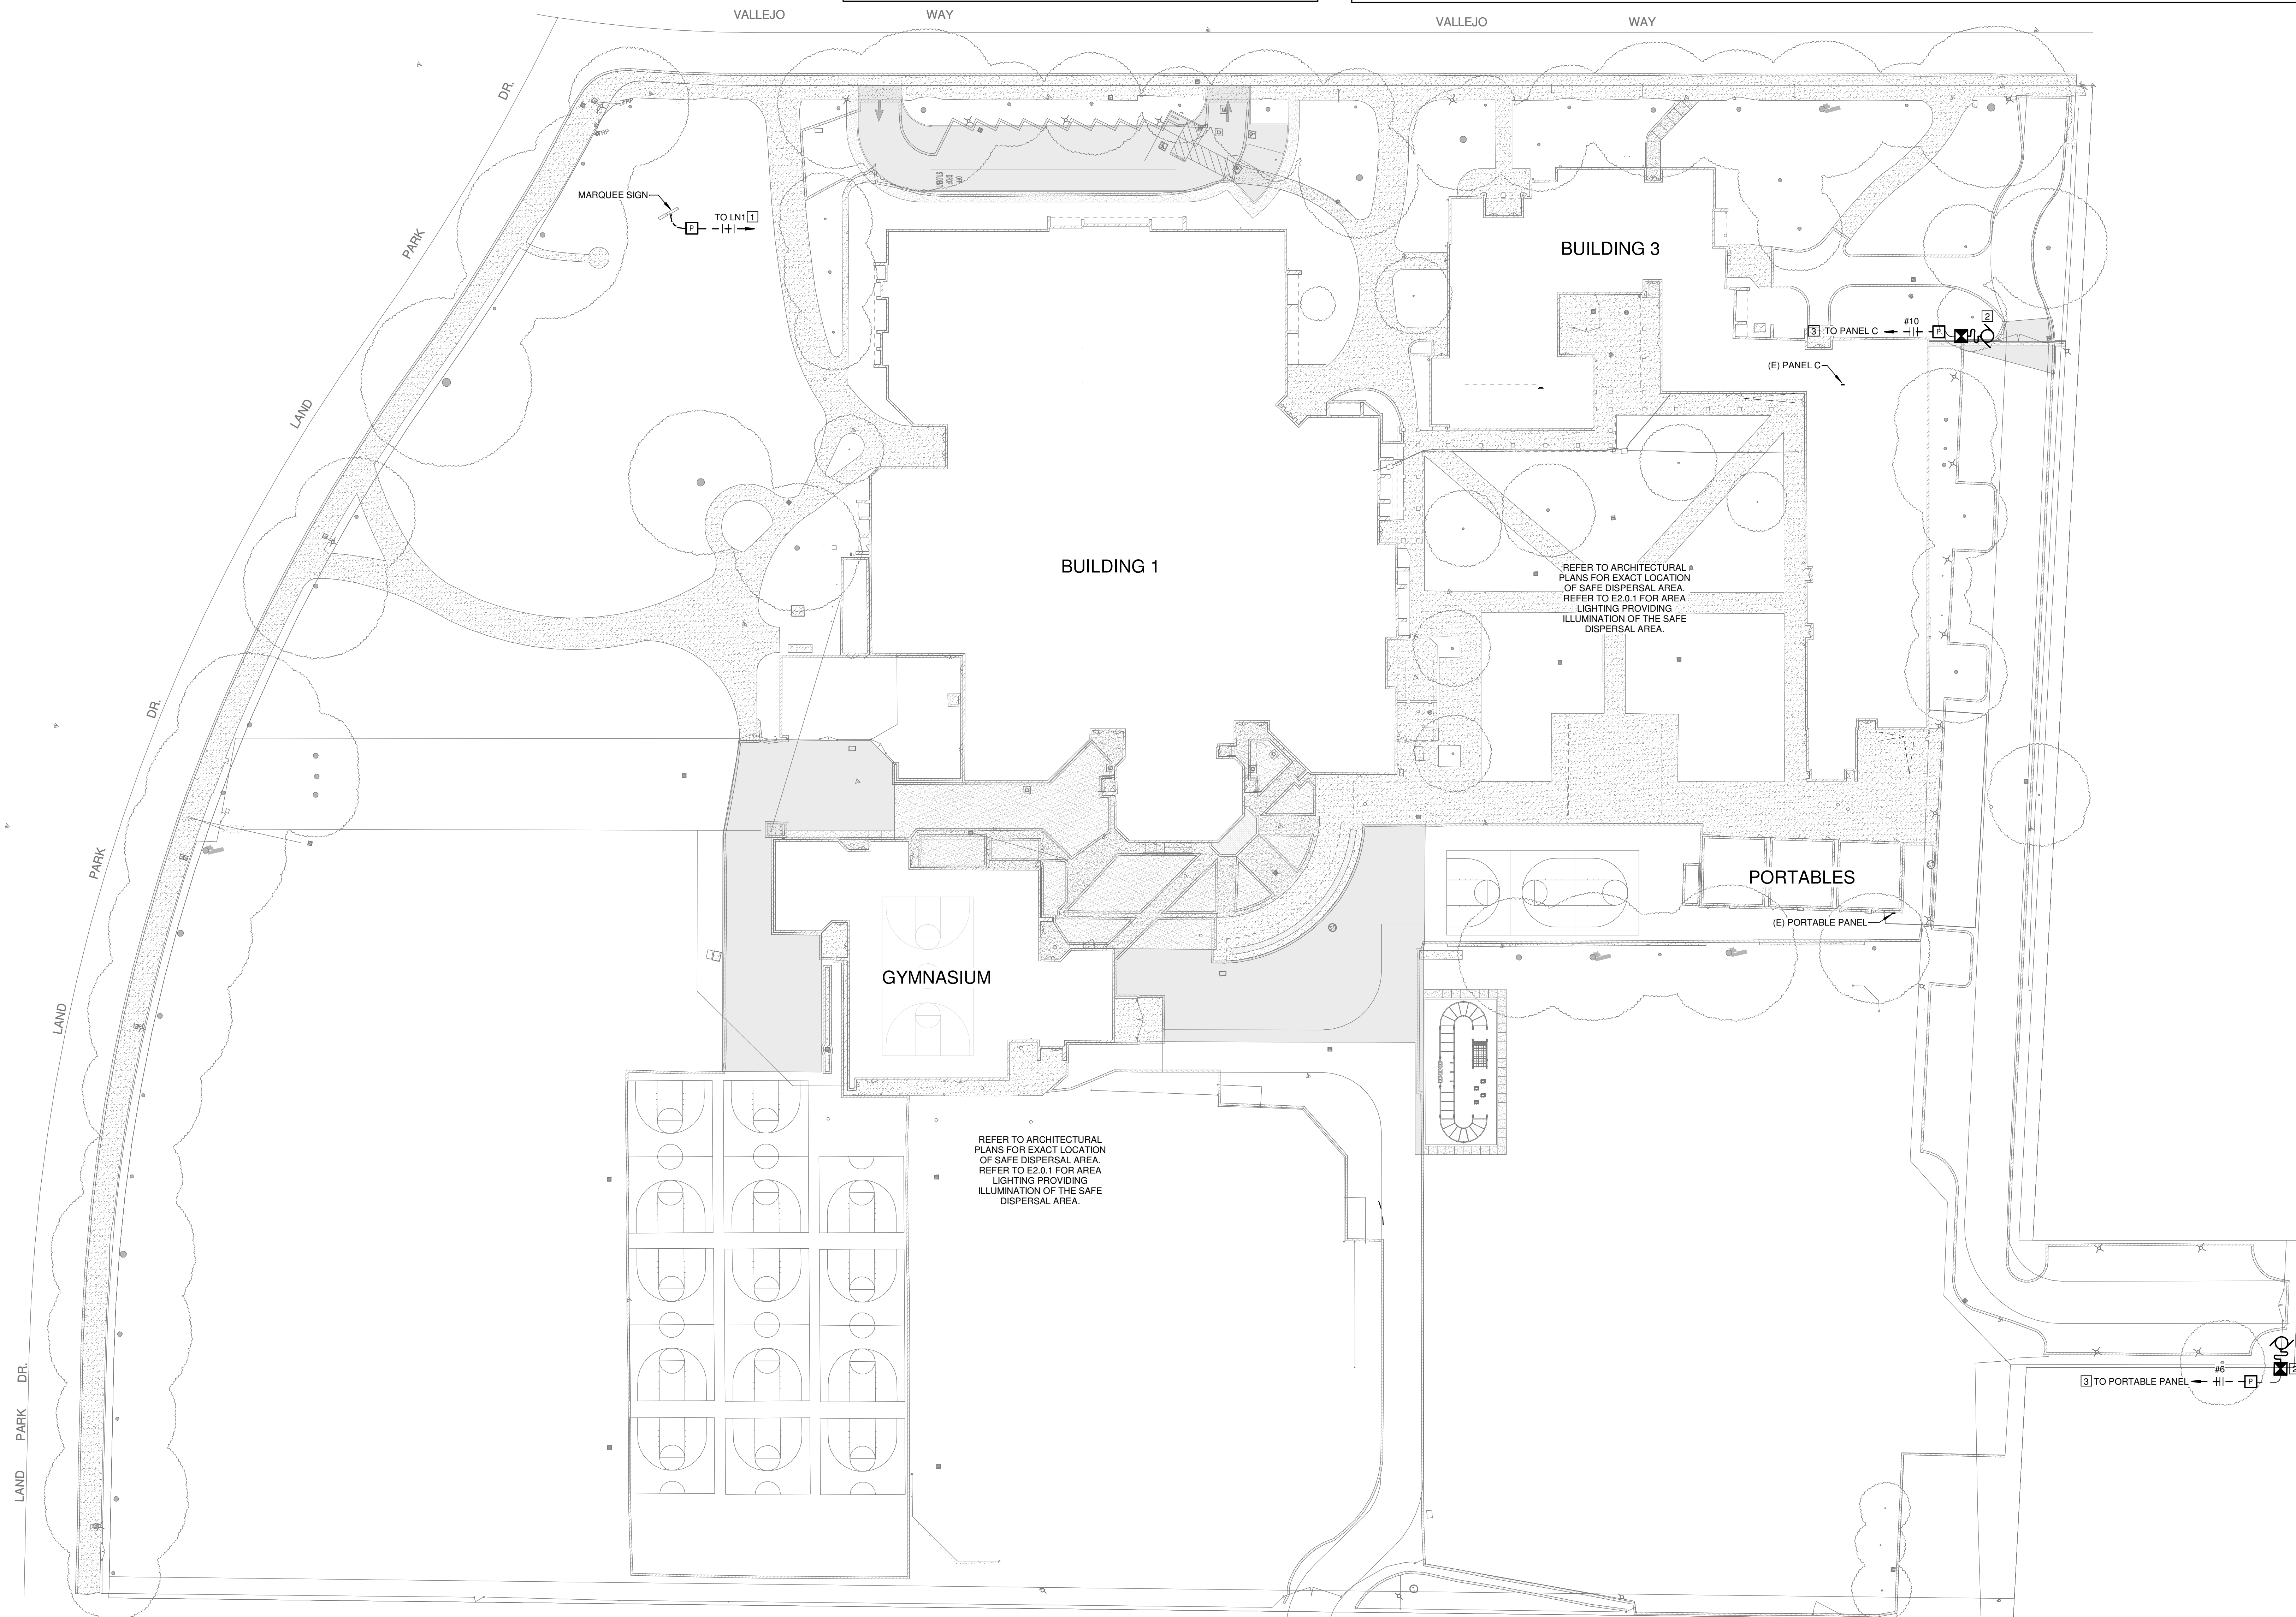 VALLEJO WAY
VALLEJO WAY
DR.
PARK
LAND
MARQUEE SIGN
P
TO LN1 1
TRP
TRP
BUILDING 3
3 TO PANEL C
#10
P
2
(E) PANEL C
BUILDING 1
REFER TO ARCHITECTURAL
PLANS FOR EXACT LOCATION
OF SAFE DISPERSAL AREA.
REFER TO E2.0.1 FOR AREA
LIGHTING PROVIDING
ILLUMINATION OF THE SAFE
DISPERSAL AREA.
DR.
PARK
LAND
PORTABLES
(E) PORTABLE PANEL
GYMNASIUM
REFER TO ARCHITECTURAL
PLANS FOR EXACT LOCATION
OF SAFE DISPERSAL AREA.
REFER TO E2.0.1 FOR AREA
LIGHTING PROVIDING
ILLUMINATION OF THE SAFE
DISPERSAL AREA.
LAND PARK DR.
3 TO PORTABLE PANEL
#6
P
2